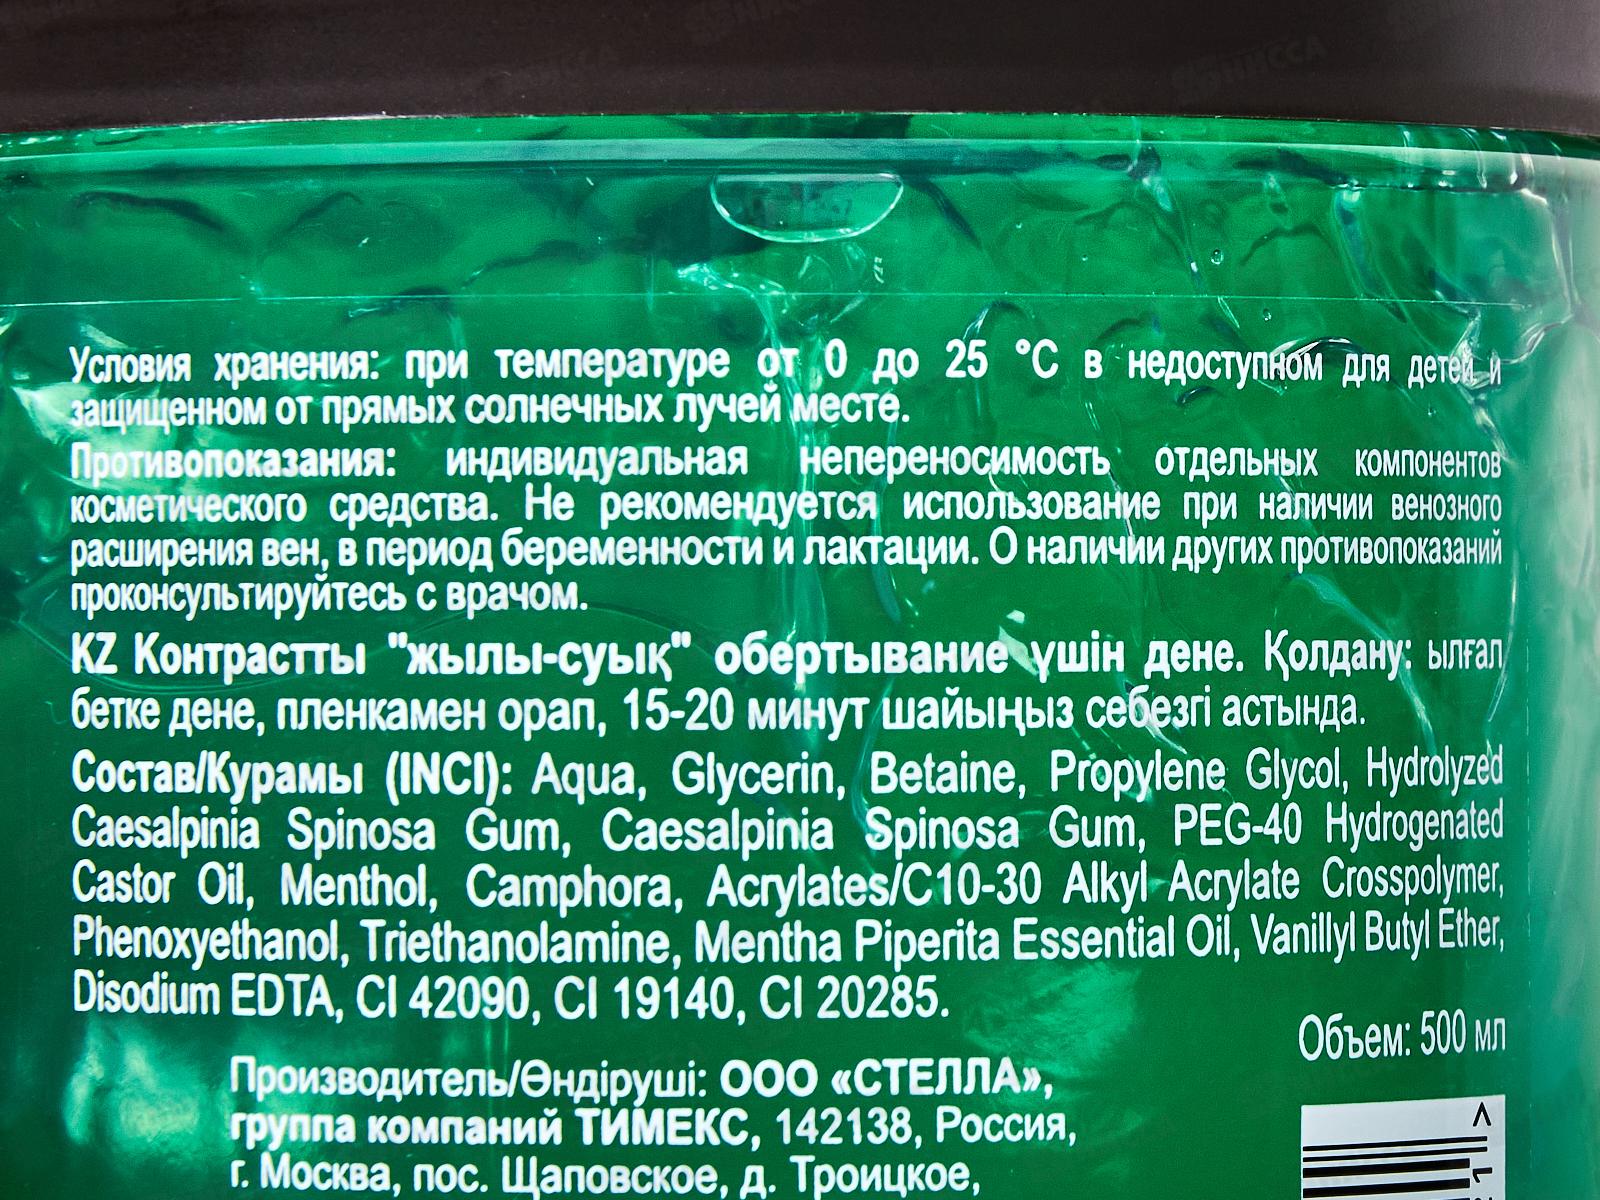 Условия хранения: при температуре от 0 до 25 °С в недоступном для детей и
защищенном от прямых солнечных лучей месте.
Противопоказания: индивидуальная непереносимость отдельных компонентов
косметического средства. Не рекомендуется использование при наличии венозного
расширения вен, в период беременности и лактации. О наличии других противопоказаний
проконсультируйтесь с врачом.
KZ Контрастты "жылы-суық" обертывание үшін дене. Қолдану: ылғал
бетке дене, пленкамен орап, 15-20 минут шайыңыз себезгі астында.
Состав/Курамы (INCI): Aqua, Glycerin, Betaine, Propylene Glycol, Hydrolyzed
Caesalpinia Spinosa Gum, Caesalpinia Spinosa Gum, PEG-40 Hydrogenated
Castor Oil, Menthol, Camphora, Acrylates/C10-30 Alkyl Acrylate Crosspolymer,
Phenoxyethanol, Triethanolamine, Mentha Piperita Essential Oil, Vanillyl Butyl Ether,
Disodium EDTA, CI 42090, CI 19140, CI 20285.
Объем: 500 мл
Производитель/Өндіруші: ООО «СТЕЛЛА»,
группа компаний ТИМЕКС, 142138, Россия,
г. Москва, пос. Щаповское, д. Троицкое,